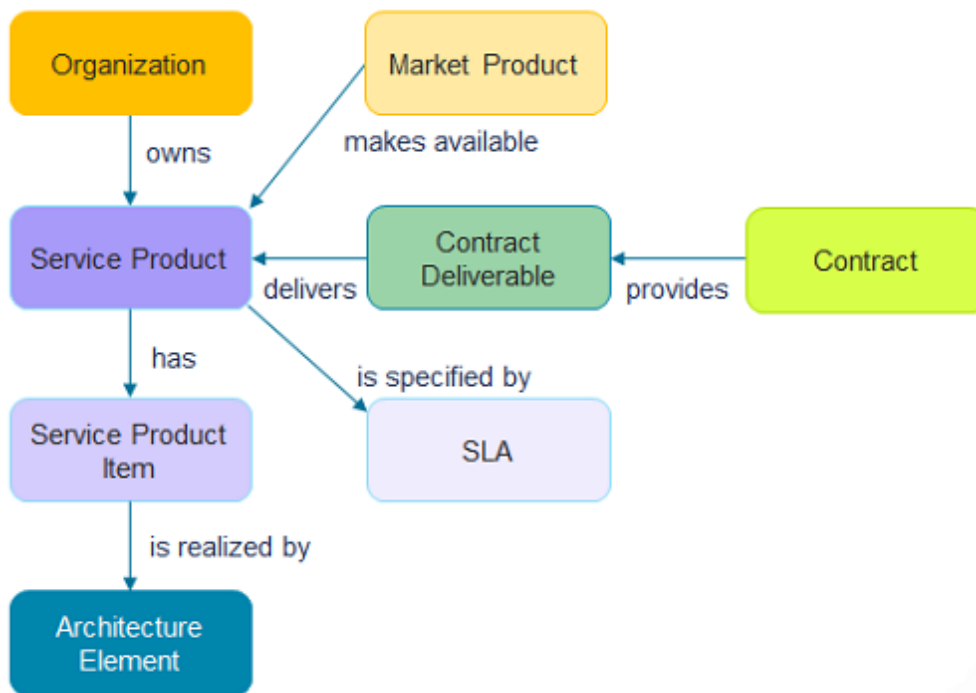 Organization
Market Product
owns
makes available
Service Product
Contract
Deliverable
Contract
delivers
provides
has
is specified by
Service Product
Item
SLA
is realized by
Architecture
Element